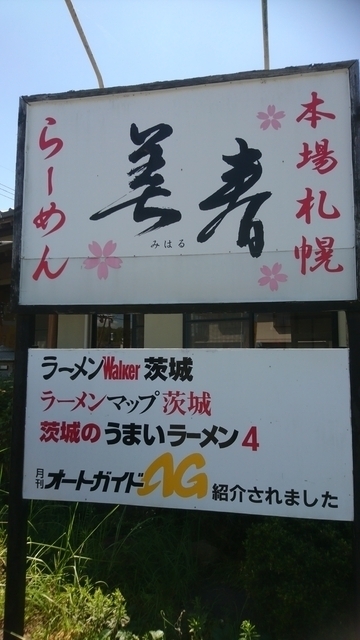 本場札幌
美春
みはる
らーめん
ラーメンWalker 茨城
ラーメンマップ茨城
茨城のうまいラーメン4
月刊オートガイドAG 紹介されました